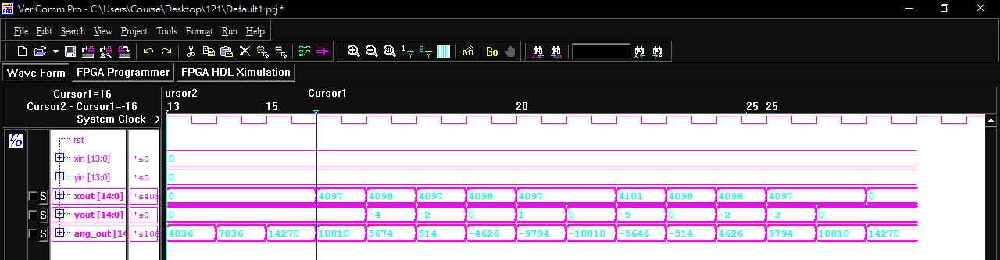 VeriComm Pro - C:\Users\Course\Desktop\121\Default1.prj *
File Edit Search View Project Tools Format Run Help
Go
Wave Form FPGA Programmer FPGA HDL Ximulation
Cursor1=16 ursor2 Cursor1
Cursor2 - Cursor1=-16 13 15 20 25 25
System Clock ->
I/O rst
xin [13:0] 's0 0
yin [13:0] 's0 0
S xout [14:0] 's409 0 4097 4098 4097 4098 4097 4101 4098 4096 4097 0
S yout [14:0] 's0 0 -4 -2 0 1 0 -5 0 -2 -3 0
S ang_out [14 's108 4036 7836 14270 10810 5674 514 -4626 -9794 -10810 -5646 -514 4626 9794 10810 14270